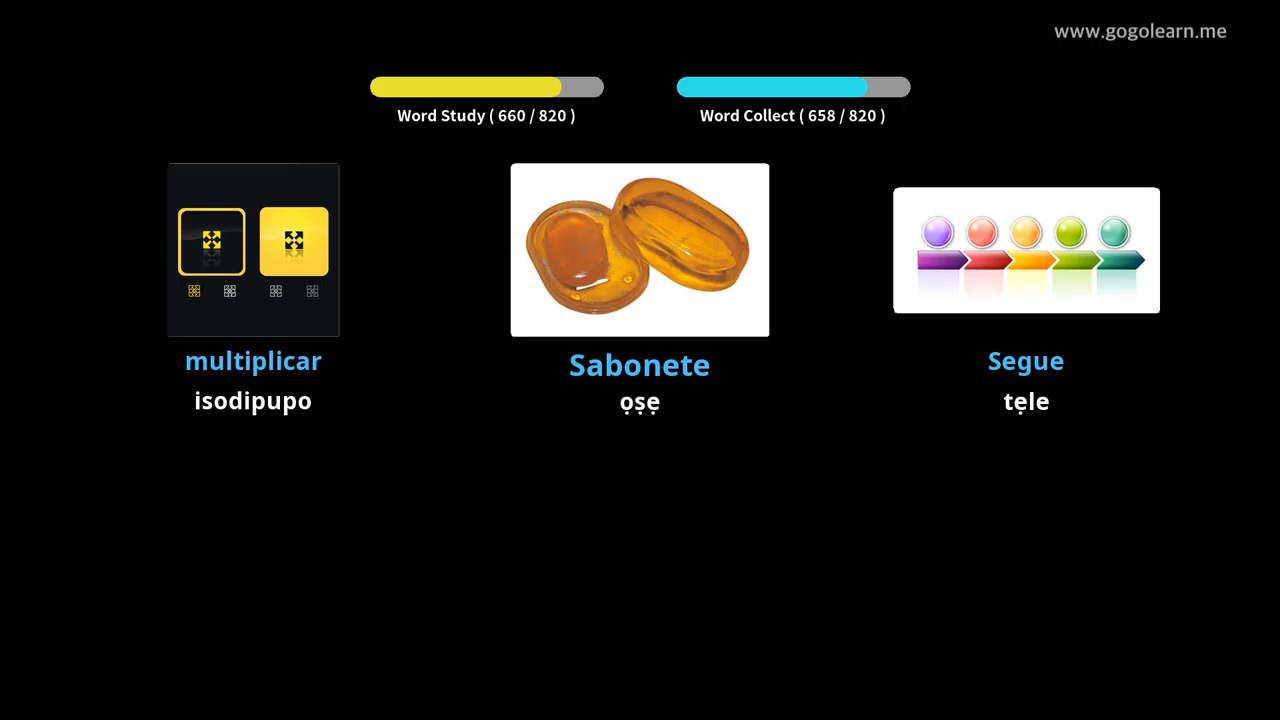 www.gogolearn.me
Word Study ( 660 / 820 )
Word Collect ( 658 / 820 )
multiplicar
isodipupo
Sabonete
ọṣẹ
Segue
tẹle